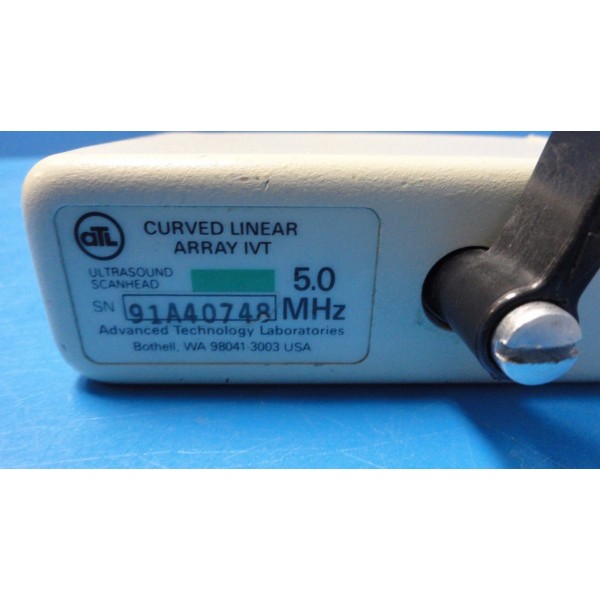 ATL
CURVED LINEAR
ARRAY IVT
ULTRASOUND
SCANHEAD
5.0
SN 91A40748 MHz
Advanced Technology Laboratories
Bothell, WA 98041-3003 USA